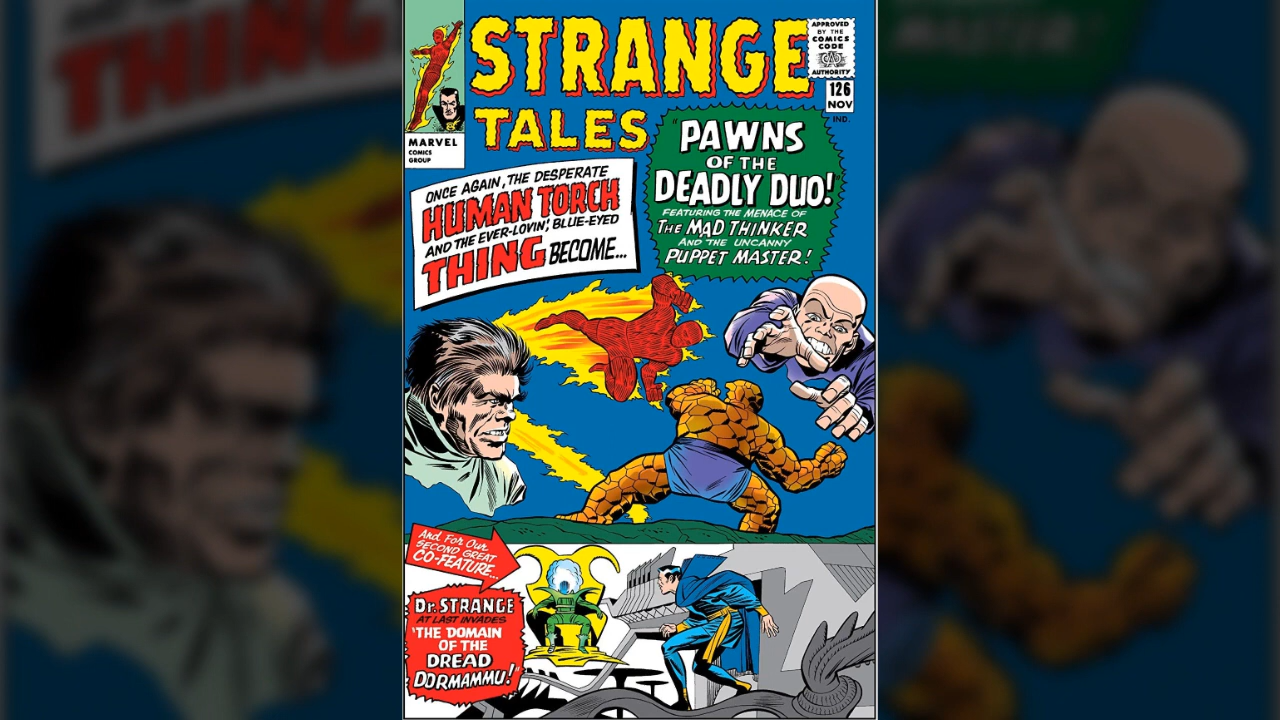 STRANGE
TALES
APPROVED
BY THE
COMICS
CODE
AUTHORITY
126
NOV
IND.
MARVEL
COMICS
GROUP
ONCE AGAIN, THE DESPERATE
HUMAN TORCH
AND THE EVER-LOVIN', BLUE-EYED
THING BECOME...
"PAWNS
OF THE
DEADLY DUO!"
FEATURING THE MENACE OF
THE MAD THINKER
AND THE UNCANNY
PUPPET MASTER!
And For Our
SECOND GREAT
CO-FEATURE...
Dr. STRANGE
AT LAST INVADES
'THE DOMAIN
OF THE
DREAD
DORMAMMU!'